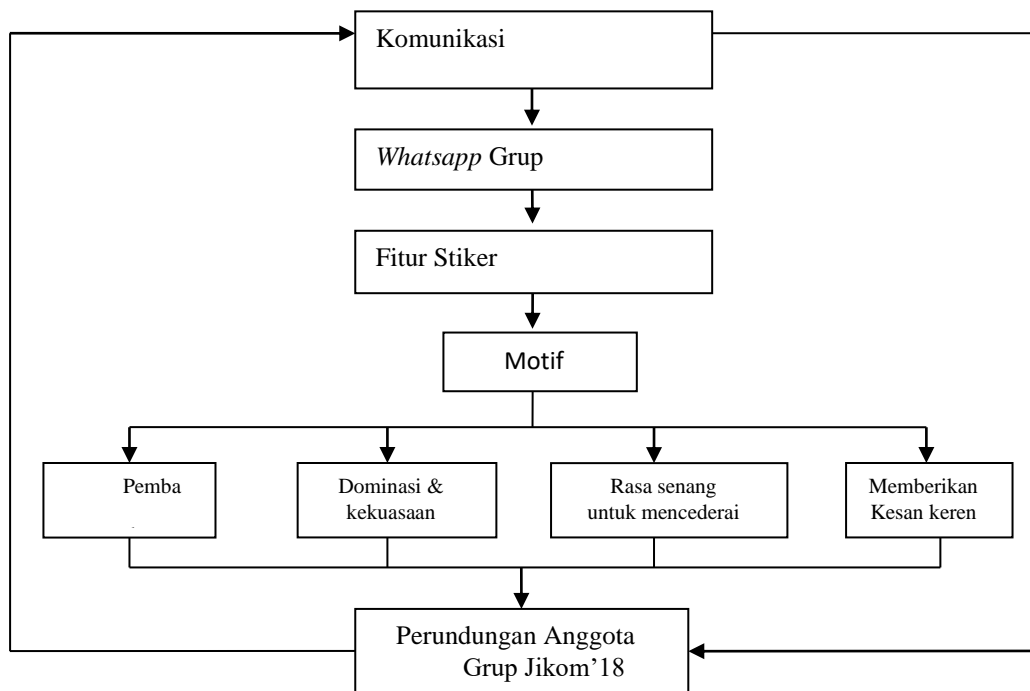 Komunikasi
Whatsapp Grup
Fitur Stiker
Motif
Pemba
Dominasi &
kekuasaan
Rasa senang
untuk mencederai
Memberikan
Kesan keren
Perundungan Anggota
Grup Jikom’18